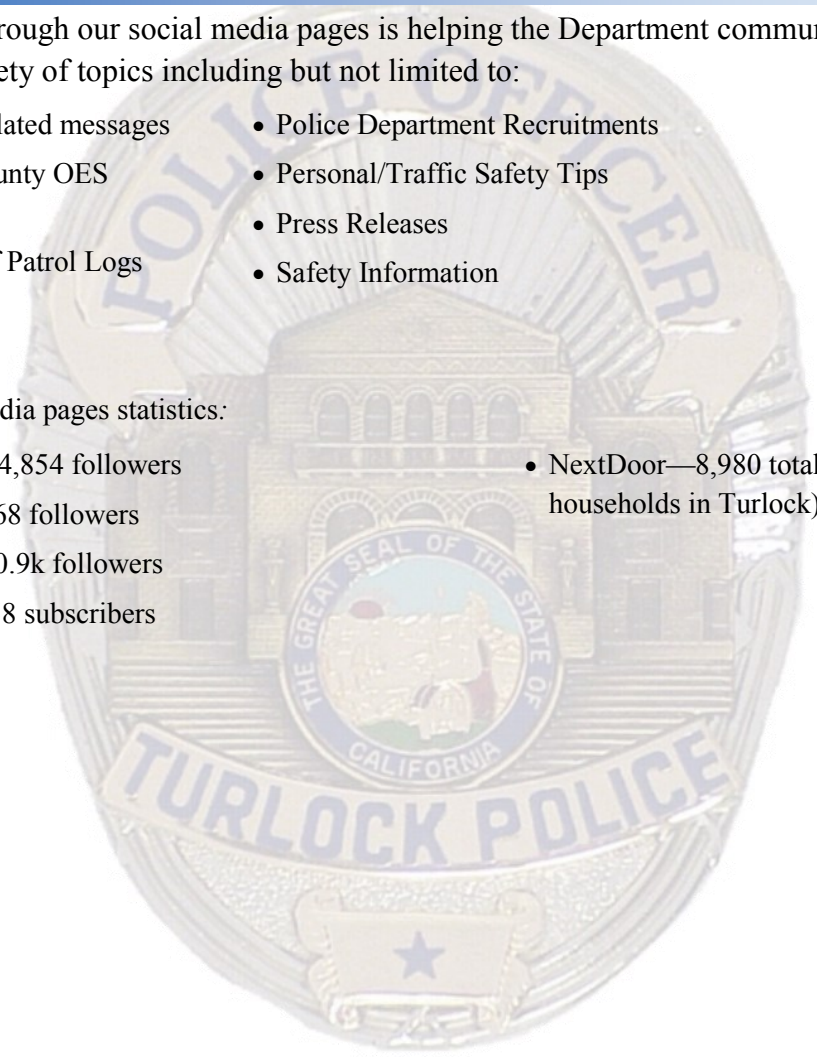 rough our social media pages is helping the Department commun
ety of topics including but not limited to:
lated messages
unty OES
f Patrol Logs
• Police Department Recruitments
• Personal/Traffic Safety Tips
• Press Releases
• Safety Information
dia pages statistics:
4,854 followers
68 followers
0.9k followers
8 subscribers
• NextDoor—8,980 total
households in Turlock)
POLICE OFFICER
THE GREAT SEAL OF THE STATE OF
CALIFORNIA
TURLOCK POLICE